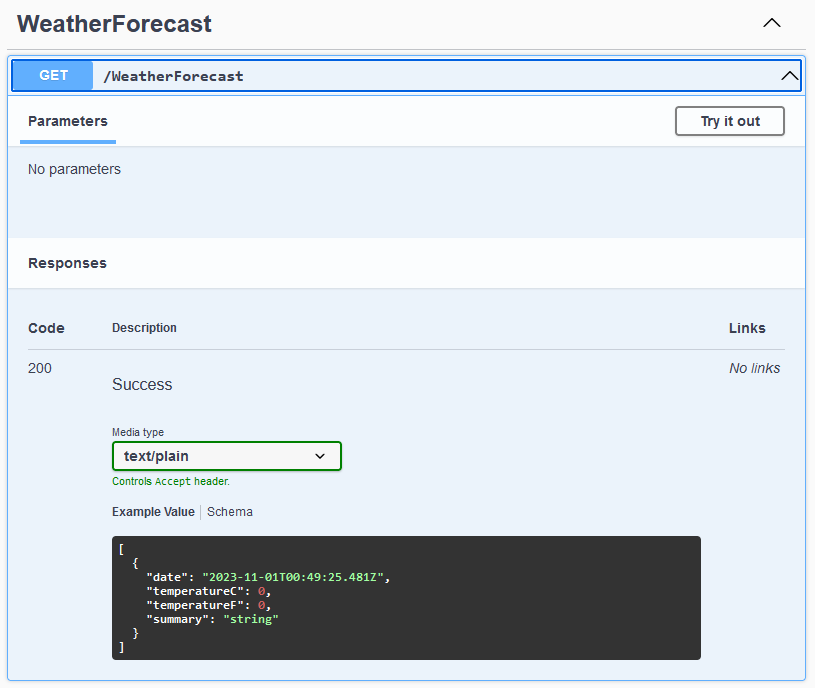 WeatherForecast
GET /WeatherForecast
Parameters Try it out
No parameters
Responses
Code Description Links
200 Success No links
Media type
text/plain
Controls Accept header.
Example Value Schema
[
  {
    "date": "2023-11-01T00:49:25.481Z",
    "temperatureC": 0,
    "temperatureF": 0,
    "summary": "string"
  }
]